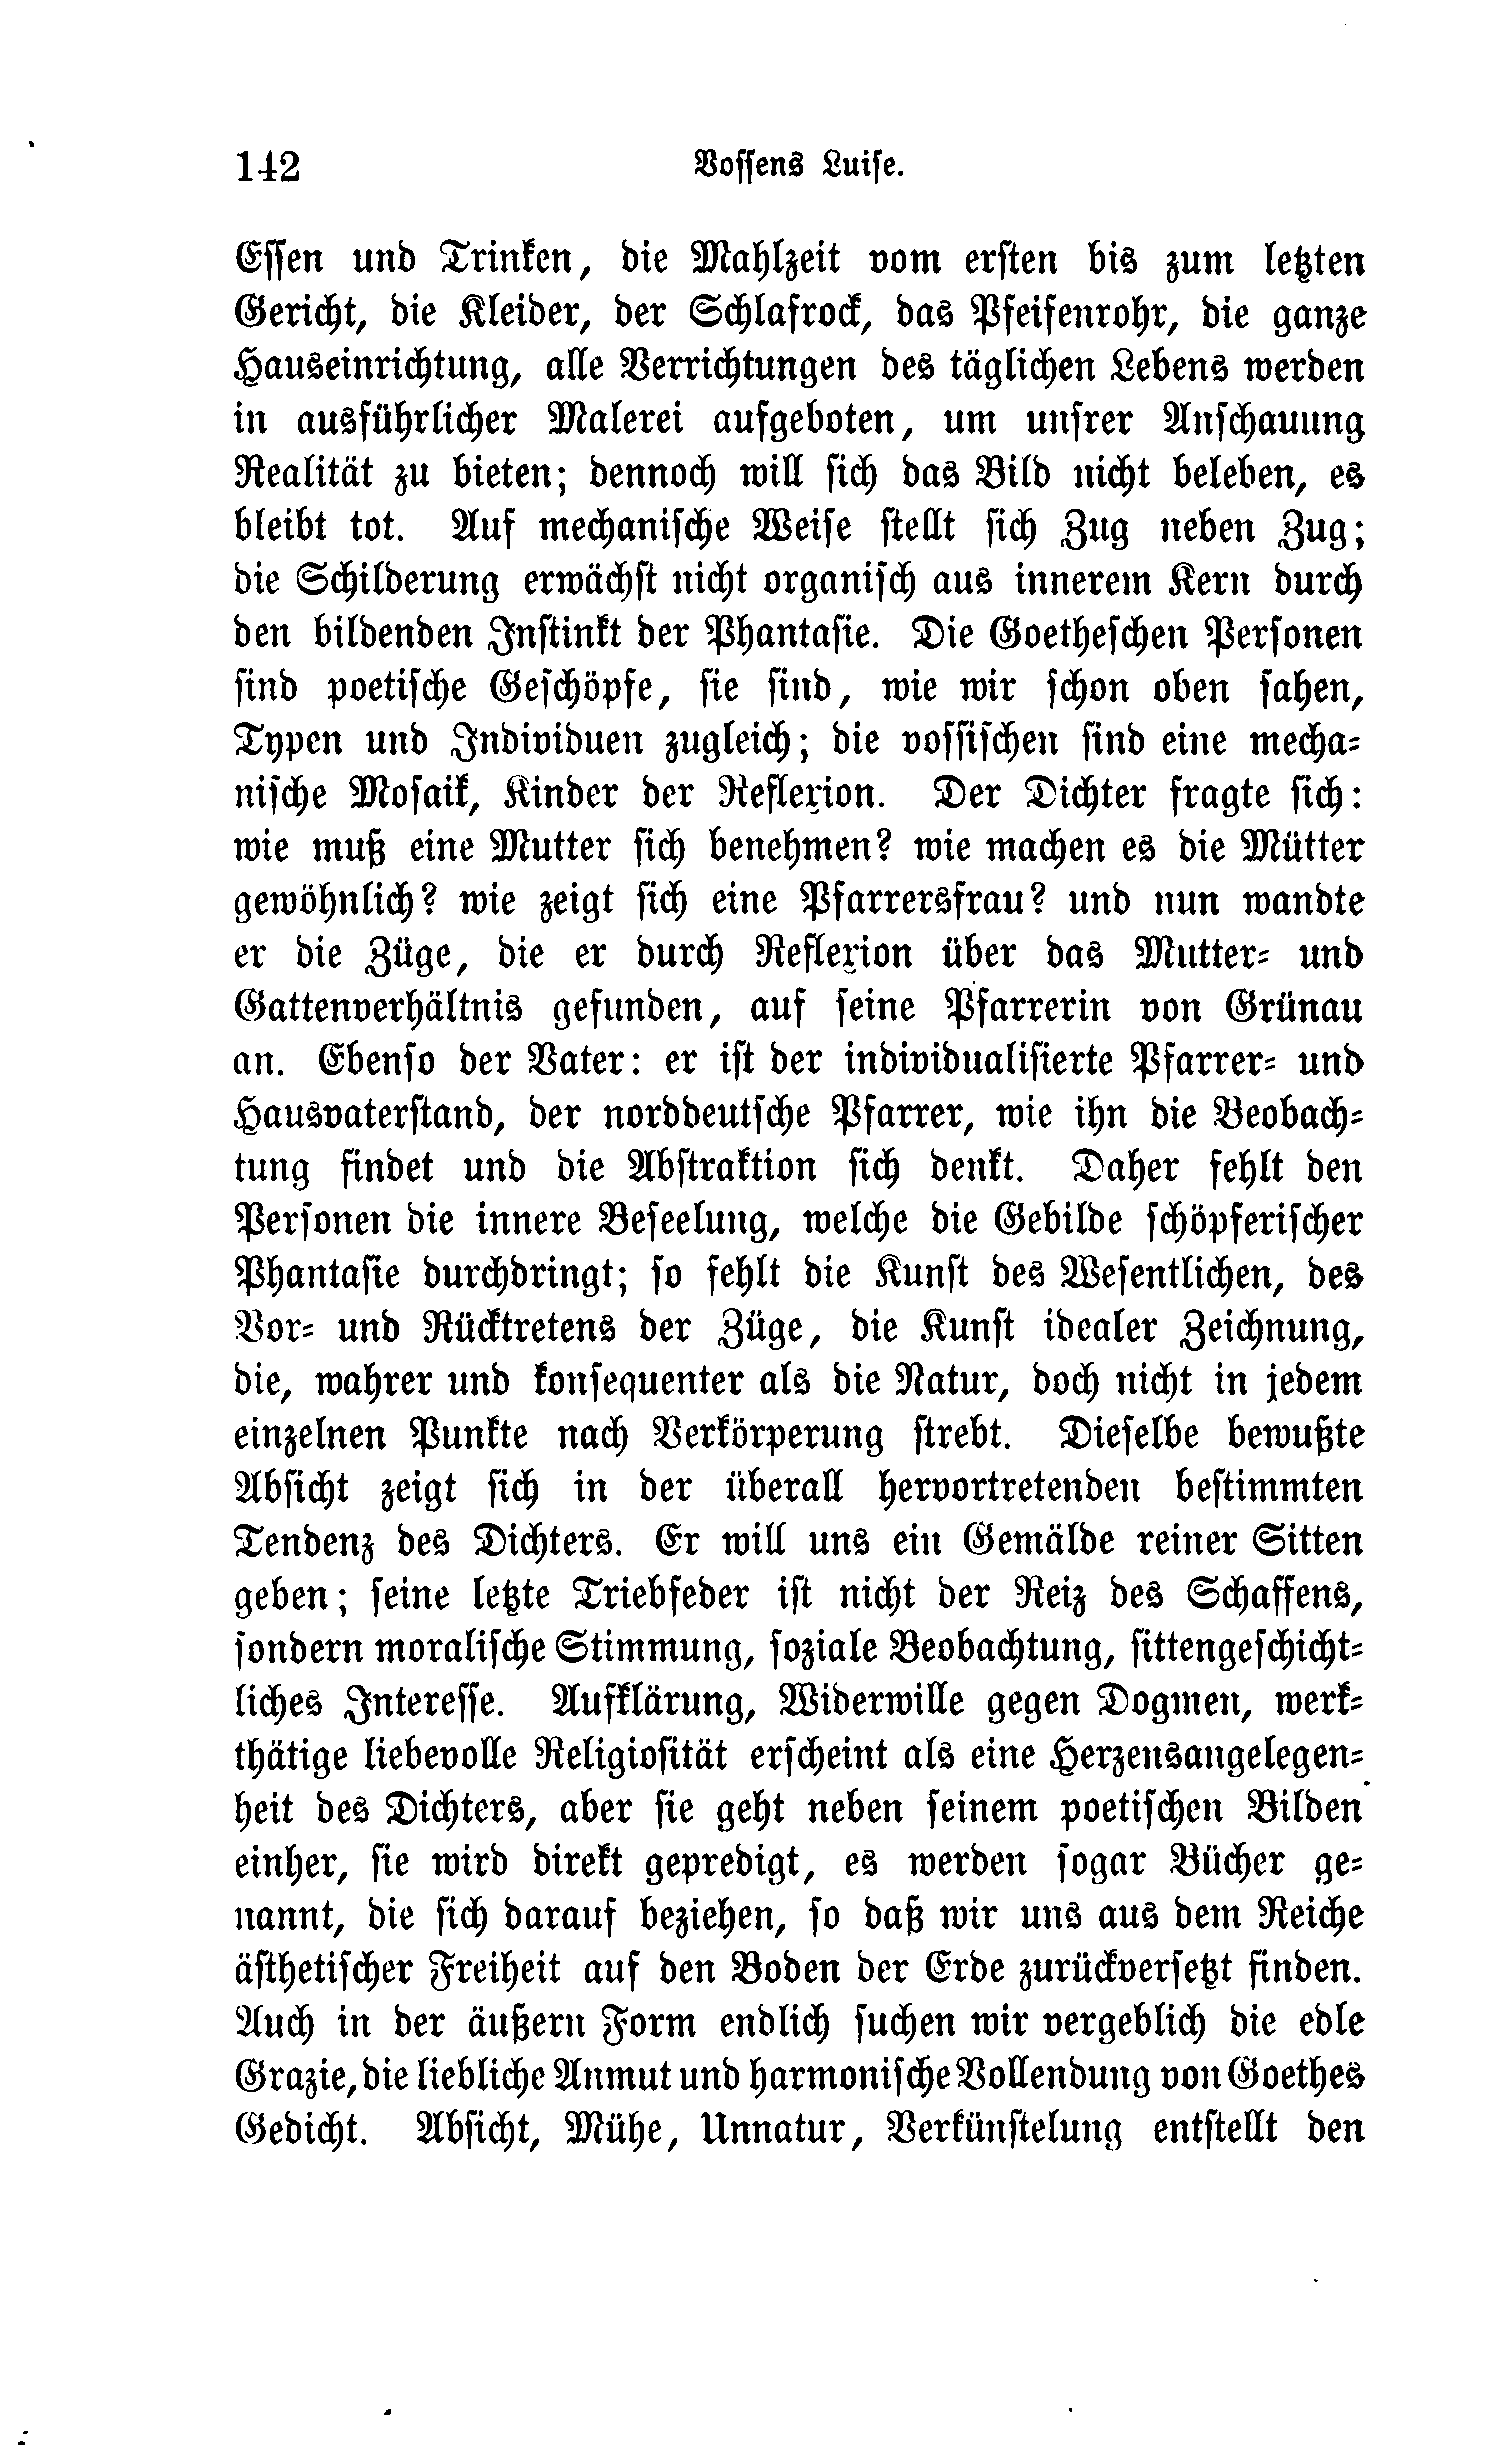 142 Voſſens Luiſe.
Eſſen und Trinken, die Mahlzeit vom erſten bis zum letzten
Gericht, die Kleider, der Schlafrock, das Pfeifenrohr, die ganze
Hauseinrichtung, alle Verrichtungen des täglichen Lebens werden
in ausführlicher Malerei aufgeboten, um unſrer Anſchauung
Realität zu bieten; dennoch will ſich das Bild nicht beleben, es
bleibt tot. Auf mechaniſche Weiſe ſtellt ſich Zug neben Zug;
die Schilderung erwächſt nicht organiſch aus innerem Kern durch
den bildenden Inſtinkt der Phantaſie. Die Goetheſchen Perſonen
ſind poetiſche Geſchöpfe, ſie ſind, wie wir ſchon oben ſahen,
Typen und Individuen zugleich; die voſſiſchen ſind eine mecha⸗
niſche Moſaik, Kinder der Reflexion. Der Dichter fragte ſich:
wie muß eine Mutter ſich benehmen? wie machen es die Mütter
gewöhnlich? wie zeigt ſich eine Pfarrersfrau? und nun wandte
er die Züge, die er durch Reflexion über das Mutter⸗ und
Gattenverhältnis gefunden, auf ſeine Pfarrerin von Grünau
an. Ebenſo der Vater: er iſt der individualiſierte Pfarrer⸗ und
Hausvaterſtand, der norddeutſche Pfarrer, wie ihn die Beobach⸗
tung findet und die Abſtraktion ſich denkt. Daher fehlt den
Perſonen die innere Beſeelung, welche die Gebilde ſchöpferiſcher
Phantaſie durchdringt; ſo fehlt die Kunſt des Weſentlichen, des
Vor⸗ und Rücktretens der Züge, die Kunſt idealer Zeichnung,
die, wahrer und konſequenter als die Natur, doch nicht in jedem
einzelnen Punkte nach Verkörperung ſtrebt. Dieſelbe bewußte
Abſicht zeigt ſich in der überall hervortretenden beſtimmten
Tendenz des Dichters. Er will uns ein Gemälde reiner Sitten
geben; ſeine letzte Triebfeder iſt nicht der Reiz des Schaffens,
ſondern moraliſche Stimmung, ſoziale Beobachtung, ſittengeſchicht⸗
liches Intereſſe. Aufklärung, Widerwille gegen Dogmen, werk⸗
thätige liebevolle Religioſität erſcheint als eine Herzensangelegen⸗
heit des Dichters, aber ſie geht neben ſeinem poetiſchen Bilden
einher, ſie wird direkt gepredigt, es werden ſogar Bücher ge⸗
nannt, die ſich darauf beziehen, ſo daß wir uns aus dem Reiche
äſthetiſcher Freiheit auf den Boden der Erde zurückverſetzt finden.
Auch in der äußern Form endlich ſuchen wir vergeblich die edle
Grazie, die liebliche Anmut und harmoniſche Vollendung von Goethes
Gedicht. Abſicht, Mühe, Unnatur, Verkünſtelung entſtellt den